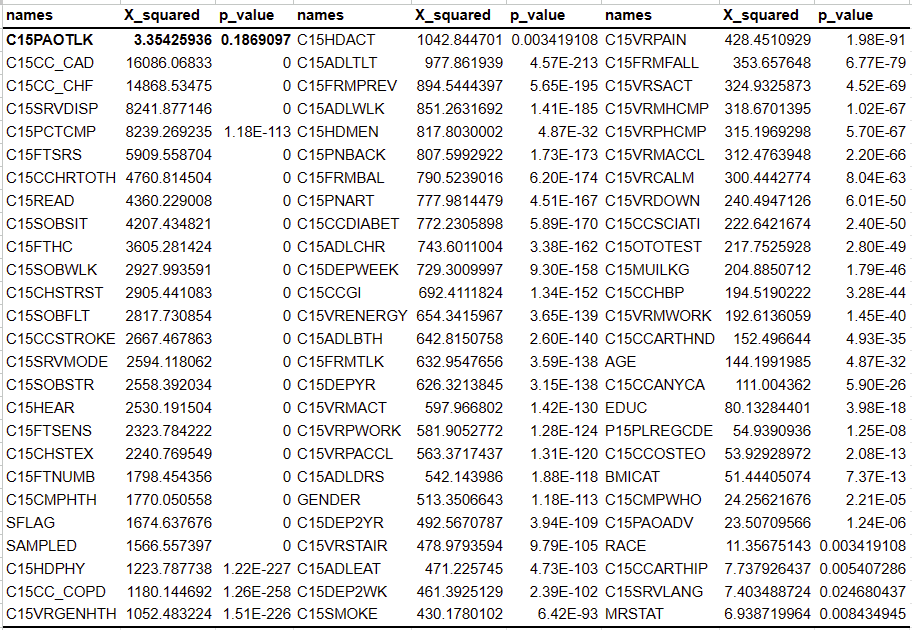 names X_squared p_value names X_squared p_value names X_squared p_value
C15PAOTLK 3.35425936 0.1869097 C15HDACT 1042.844701 0.003419108 C15VRPAIN 428.4510929 1.98E-91
C15CC_CAD 16086.06833 0 C15ADLTLT 977.861939 4.57E-213 C15FRMFALL 353.657648 6.77E-79
C15CC_CHF 14868.53475 0 C15FRMPREV 894.5444397 5.65E-195 C15VRSACT 324.9325873 4.52E-69
C15SRVDISP 8241.877146 0 C15ADLWLK 851.2631692 1.41E-185 C15VRMHCMP 318.6701395 1.02E-67
C15PCTCMP 8239.269235 1.18E-113 C15HDMEN 817.8030002 4.87E-32 C15VRPHCMP 315.1969298 5.70E-67
C15FTSRS 5909.558704 0 C15PNBACK 807.5992922 1.73E-173 C15VRMACCL 312.4763948 2.20E-66
C15CCHRTOTH 4760.814504 0 C15FRMBAL 790.5239016 6.20E-174 C15VRCALM 300.4442774 8.04E-63
C15READ 4360.229008 0 C15PNART 777.9814479 4.51E-167 C15VRDOWN 240.4947126 6.01E-50
C15SOBSIT 4207.434821 0 C15CCDIABET 772.2305898 5.89E-170 C15CCSCIATI 222.6421674 2.40E-50
C15FTHC 3605.281424 0 C15ADLCHR 743.6011004 3.38E-162 C15OTOTEST 217.7525928 2.80E-49
C15SOBWLK 2927.993591 0 C15DEPWEEK 729.3009997 9.30E-158 C15MUILKG 204.8850712 1.79E-46
C15CHSTRST 2905.441083 0 C15CCGI 692.4111824 1.34E-152 C15CCHBP 194.5190222 3.28E-44
C15SOBFLT 2817.730854 0 C15VRENERGY 654.3415967 3.65E-139 C15VRMWORK 192.6136059 1.45E-40
C15CCSTROKE 2667.467863 0 C15ADLBTH 642.8150758 2.60E-140 C15CCARTHND 152.496644 4.93E-35
C15SRVMODE 2594.118062 0 C15FRMTLK 632.9547656 3.59E-138 AGE 144.1991985 4.87E-32
C15SOBSTR 2558.392034 0 C15DEPYR 626.3213845 3.15E-138 C15CCANYCA 111.004362 5.90E-26
C15HEAR 2530.191504 0 C15VRMACT 597.966802 1.42E-130 EDUC 80.13284401 3.98E-18
C15FTSENS 2323.784222 0 C15VRPWORK 581.9052772 1.28E-124 P15PLREGCDE 54.9390936 1.25E-08
C15CHSTEX 2240.769549 0 C15VRPACCL 563.3717437 1.31E-120 C15CCOSTEO 53.92928972 2.08E-13
C15FTNUMB 1798.454356 0 C15ADLDRS 542.143986 1.88E-118 BMICAT 51.44405074 7.37E-13
C15CMPHTH 1770.050558 0 GENDER 513.3506643 1.18E-113 C15CMPWHO 24.25621676 2.21E-05
SFLAG 1674.637676 0 C15DEP2YR 492.5670787 3.94E-109 C15PAOADV 23.50709566 1.24E-06
SAMPLED 1566.557397 0 C15VRSTAIR 478.9793594 9.79E-105 RACE 11.35675143 0.003419108
C15HDPHY 1223.787738 1.22E-227 C15ADLEAT 471.225745 4.73E-103 C15CCARTHIP 7.737926437 0.005407286
C15CC_COPD 1180.144692 1.26E-258 C15DEP2WK 461.3925129 2.39E-102 C15SRVLANG 7.403488724 0.024680437
C15VRGENHTH 1052.483224 1.51E-226 C15SMOKE 430.1780102 6.42E-93 MRSTAT 6.938719964 0.008434945